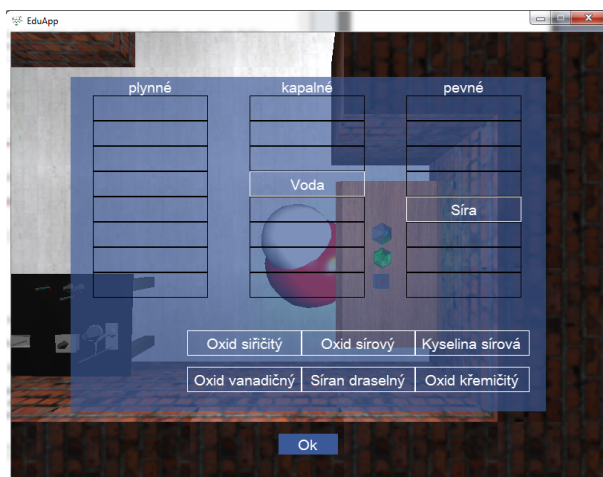 EduApp
plynné kapalné pevné
Voda
Síra
Oxid siřičitý Oxid sírový Kyselina sírová
Oxid vanadičný Síran draselný Oxid křemičitý
Ok